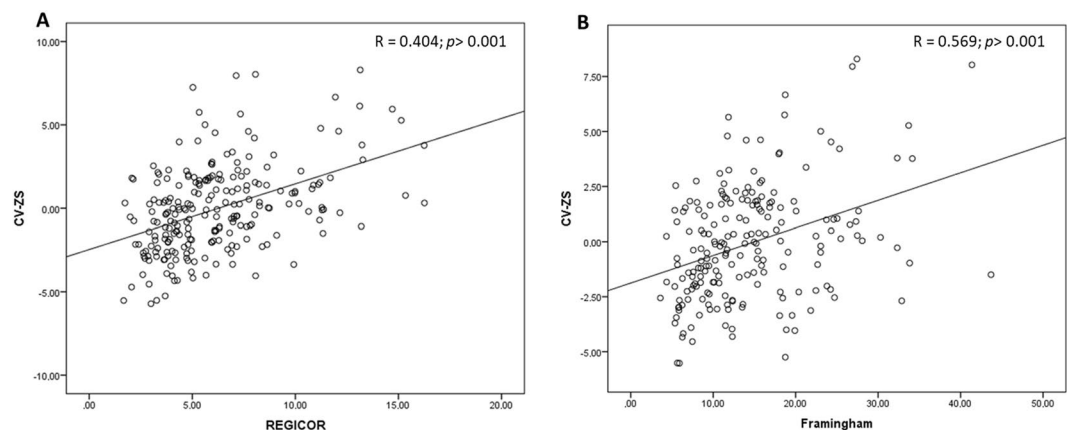 A
R = 0.404; p> 0.001
10.00
5.00
0.00
-5.00
-10.00
CV-ZS
.00 5.00 10.00 15.00 20.00
REGICOR
B
R = 0.569; p> 0.001
7.50
5.00
2.50
0.00
-2.50
-5.00
CV-ZS
.00 10.00 20.00 30.00 40.00 50.00
Framingham